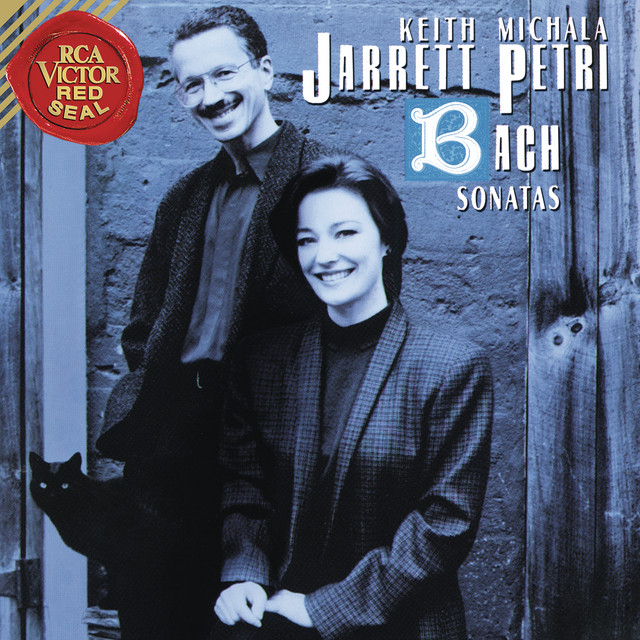 RCA
VICTOR
RED
SEAL
KEITH MICHALA
JARRETT PETRI
BACH
SONATAS